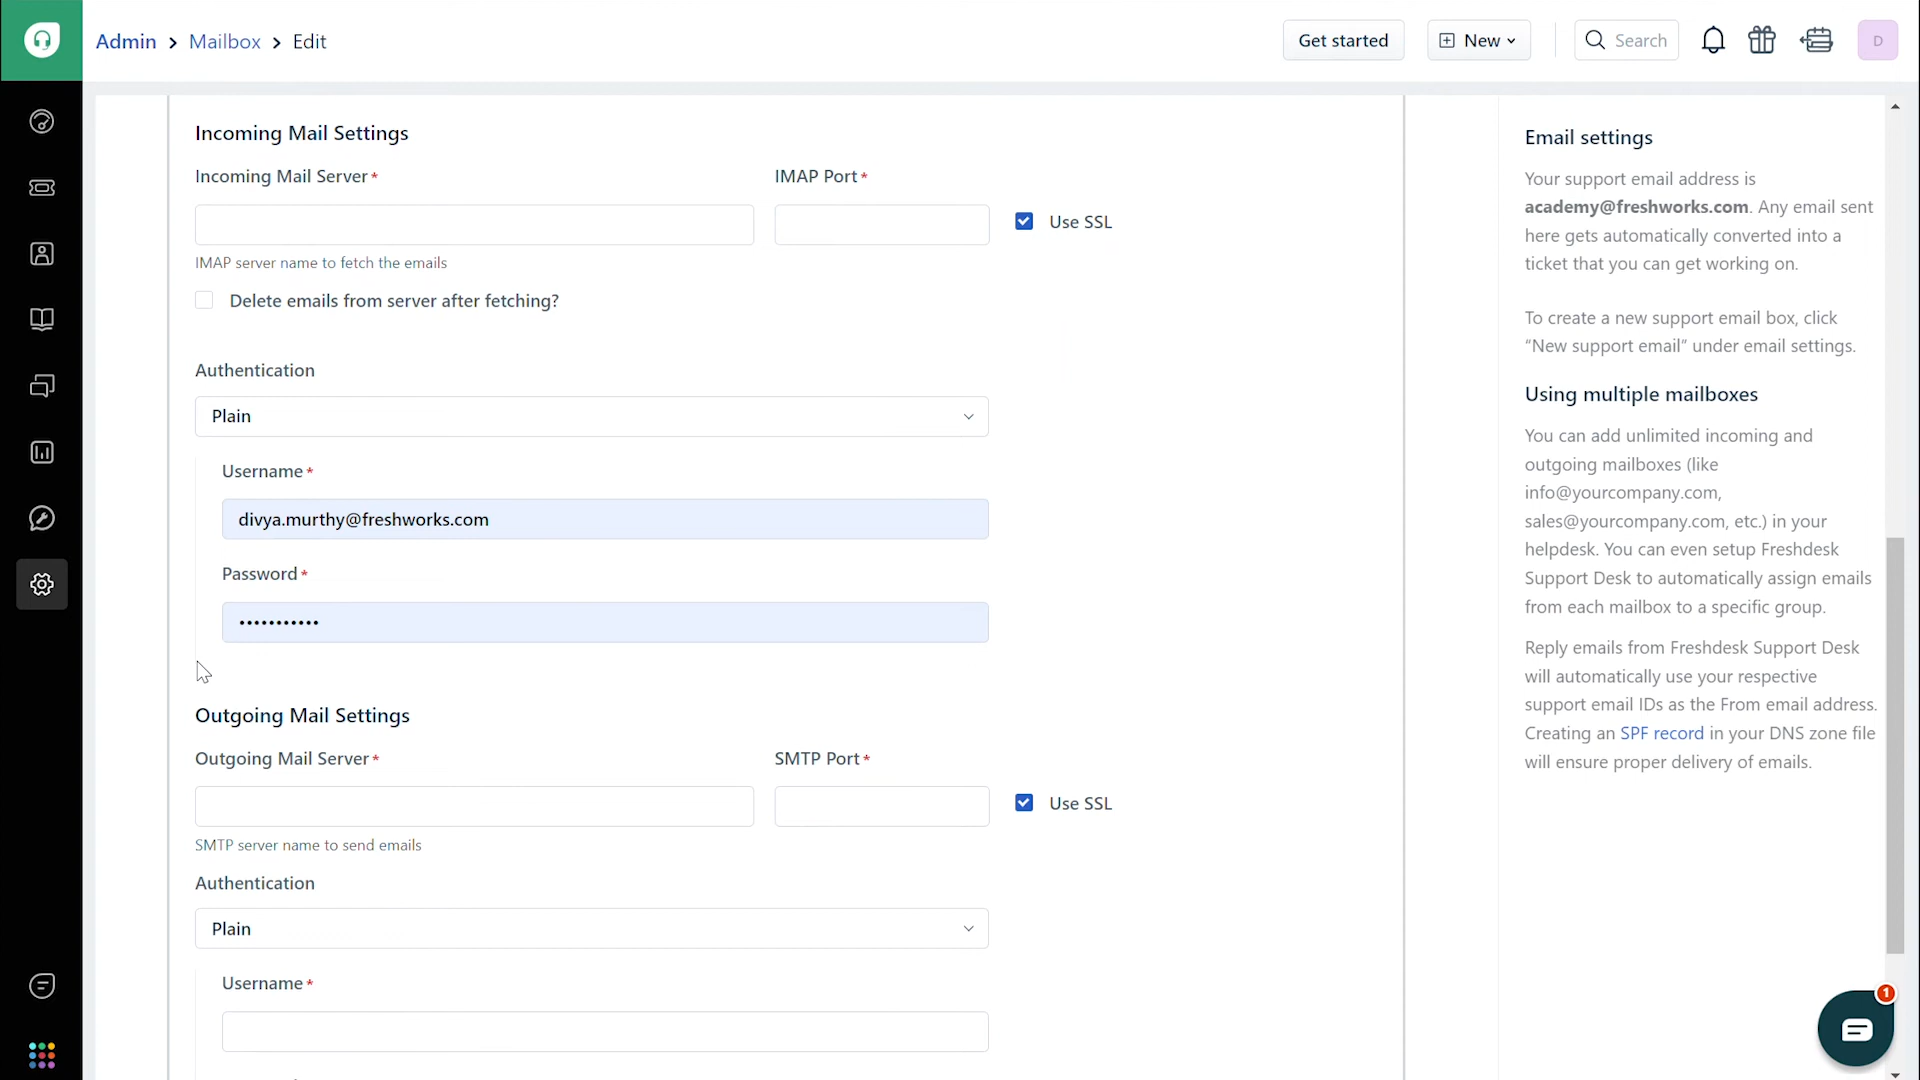 Admin > Mailbox > Edit
Get started
New
Search
D
Incoming Mail Settings
Incoming Mail Server*
IMAP Port*
Use SSL
IMAP server name to fetch the emails
Delete emails from server after fetching?
Authentication
Plain
Username*
divya.murthy@freshworks.com
Password*
•••••••••••
Outgoing Mail Settings
Outgoing Mail Server*
SMTP Port*
Use SSL
SMTP server name to send emails
Authentication
Plain
Username*
Email settings
Your support email address is
academy@freshworks.com. Any email sent
here gets automatically converted into a
ticket that you can get working on.
To create a new support email box, click
“New support email” under email settings.
Using multiple mailboxes
You can add unlimited incoming and
outgoing mailboxes (like
info@yourcompany.com,
sales@yourcompany.com, etc.) in your
helpdesk. You can even setup Freshdesk
Support Desk to automatically assign emails
from each mailbox to a specific group.
Reply emails from Freshdesk Support Desk
will automatically use your respective
support email IDs as the From email address.
Creating an SPF record in your DNS zone file
will ensure proper delivery of emails.
1